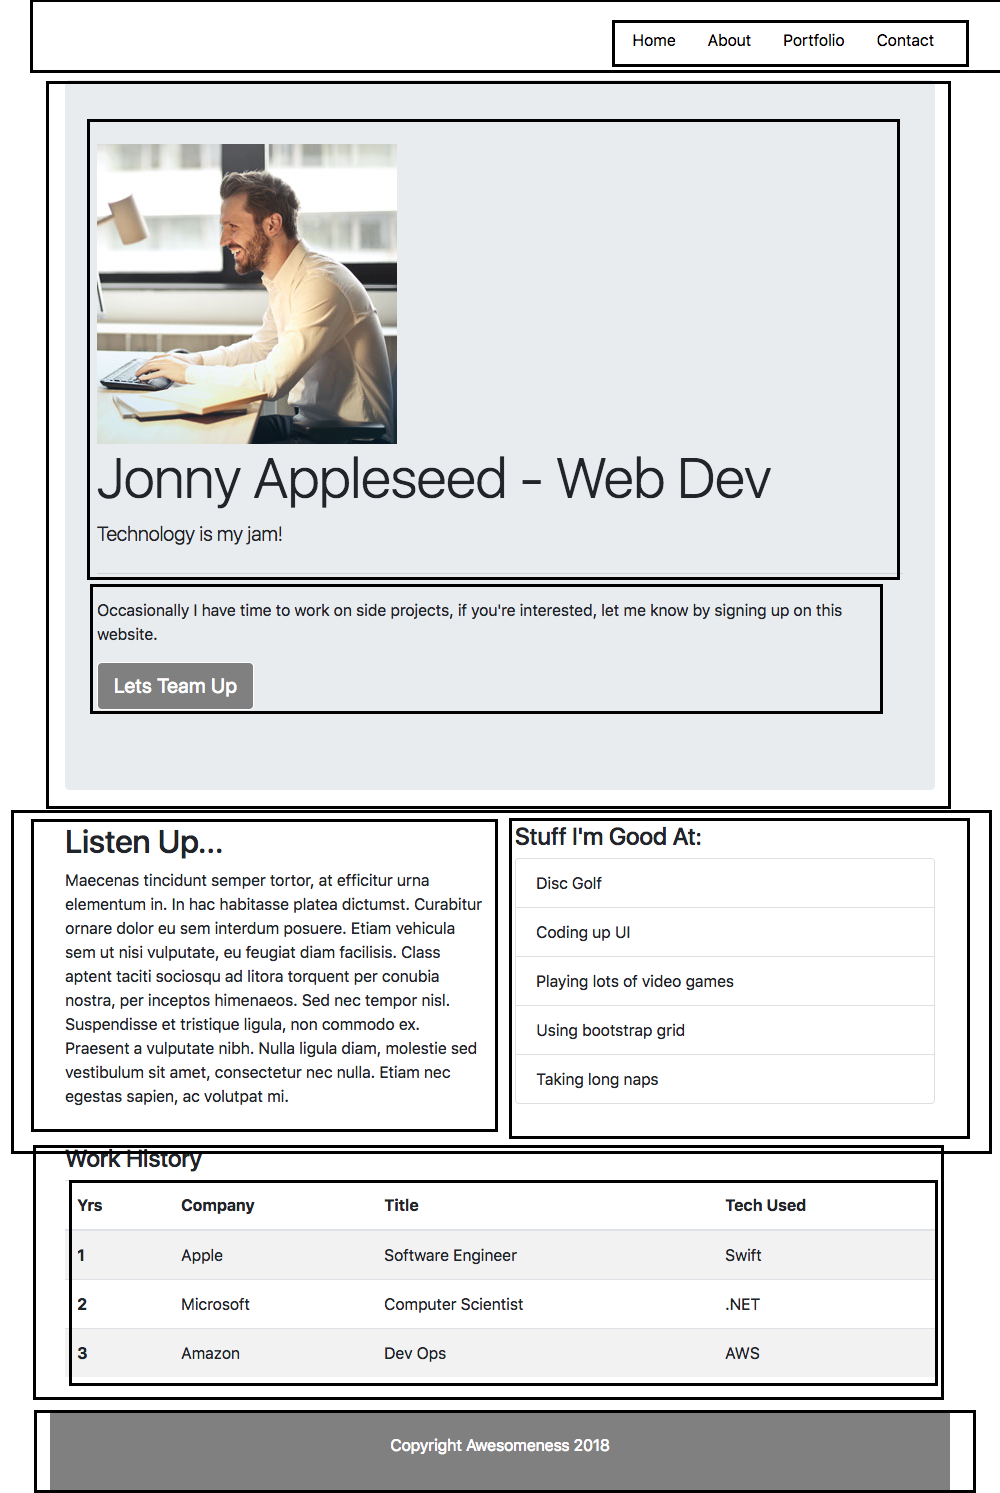 Home About Portfolio Contact
Jonny Appleseed - Web Dev
Technology is my jam!
Occasionally I have time to work on side projects, if you're interested, let me know by signing up on this
website.
Lets Team Up
Listen Up...
Maecenas tincidunt semper tortor, at efficitur urna
elementum in. In hac habitasse platea dictumst. Curabitur
ornare dolor eu sem interdum posuere. Etiam vehicula
sem ut nisi vulputate, eu feugiat diam facilisis. Class
aptent taciti sociosqu ad litora torquent per conubia
nostra, per inceptos himenaeos. Sed nec tempor nisl.
Suspendisse et tristique ligula, non commodo ex.
Praesent a vulputate nibh. Nulla ligula diam, molestie sed
vestibulum sit amet, consectetur nec nulla. Etiam nec
egestas sapien, ac volutpat mi.
Stuff I'm Good At:
Disc Golf
Coding up UI
Playing lots of video games
Using bootstrap grid
Taking long naps
Work History
Yrs Company Title Tech Used
1 Apple Software Engineer Swift
2 Microsoft Computer Scientist .NET
3 Amazon Dev Ops AWS
Copyright Awesomeness 2018